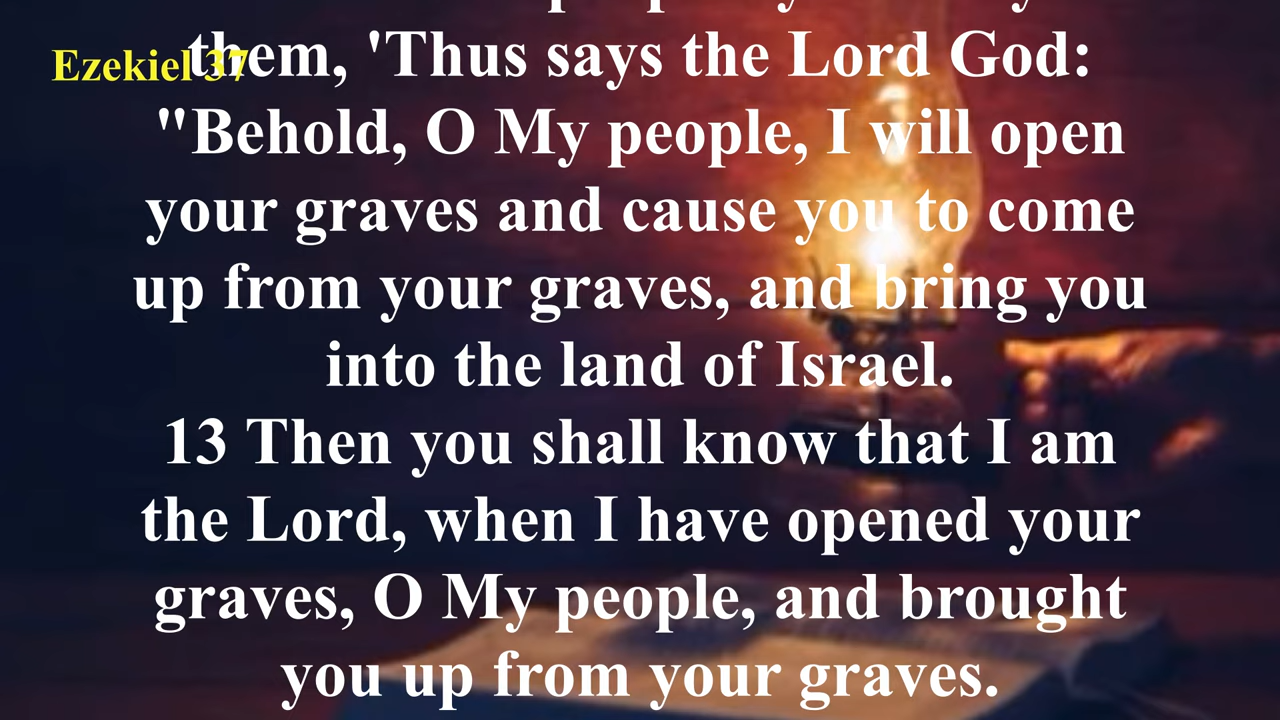 Ezekiel 37
them, 'Thus says the Lord God:
"Behold, O My people, I will open
your graves and cause you to come
up from your graves, and bring you
into the land of Israel.
13 Then you shall know that I am
the Lord, when I have opened your
graves, O My people, and brought
you up from your graves.